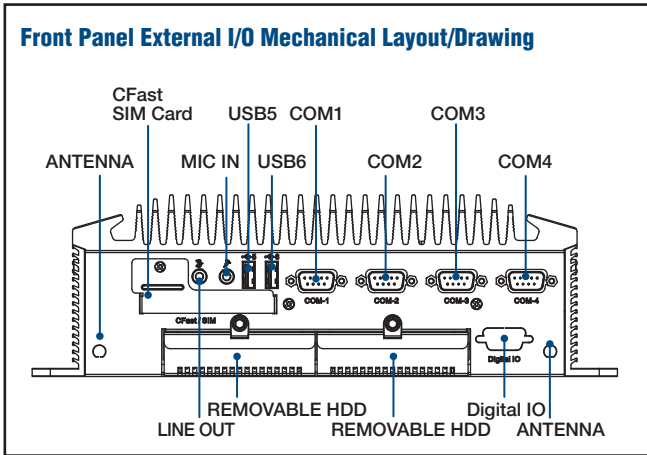 Front Panel External I/O Mechanical Layout/Drawing
CFast
SIM Card
USB5
COM1
COM3
ANTENNA
MIC IN
USB6
COM2
COM4
COM-1
COM-2
COM-3
COM-4
CFast / SIM
Digital IO
REMOVABLE HDD
Digital IO
LINE OUT
REMOVABLE HDD
ANTENNA